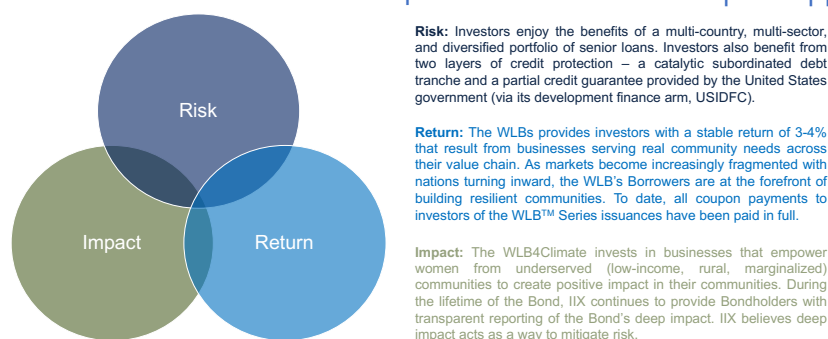 Risk
Impact
Return
Risk: Investors enjoy the benefits of a multi-country, multi-sector,
and diversified portfolio of senior loans. Investors also benefit from
two layers of credit protection – a catalytic subordinated debt
tranche and a partial credit guarantee provided by the United States
government (via its development finance arm, USIDFC).
Return: The WLBs provides investors with a stable return of 3-4%
that result from businesses serving real community needs across
their value chain. As markets become increasingly fragmented with
nations turning inward, the WLB's Borrowers are at the forefront of
building resilient communities. To date, all coupon payments to
investors of the WLB™ Series issuances have been paid in full.
Impact: The WLB4Climate invests in businesses that empower
women from underserved (low-income, rural, marginalized)
communities to create positive impact in their communities. During
the lifetime of the Bond, IIX continues to provide Bondholders with
transparent reporting of the Bond's deep impact. IIX believes deep
impact acts as a way to mitigate risk.